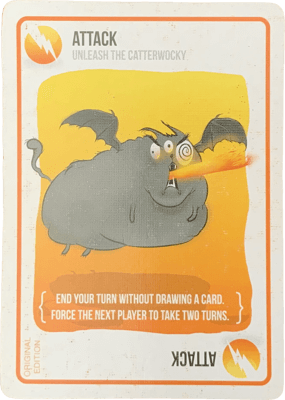 ATTACK
UNLEASH THE CATTERWOCKY
END YOUR TURN WITHOUT DRAWING A CARD.
FORCE THE NEXT PLAYER TO TAKE TWO TURNS.
ORIGINAL
EDITION
ATTACK